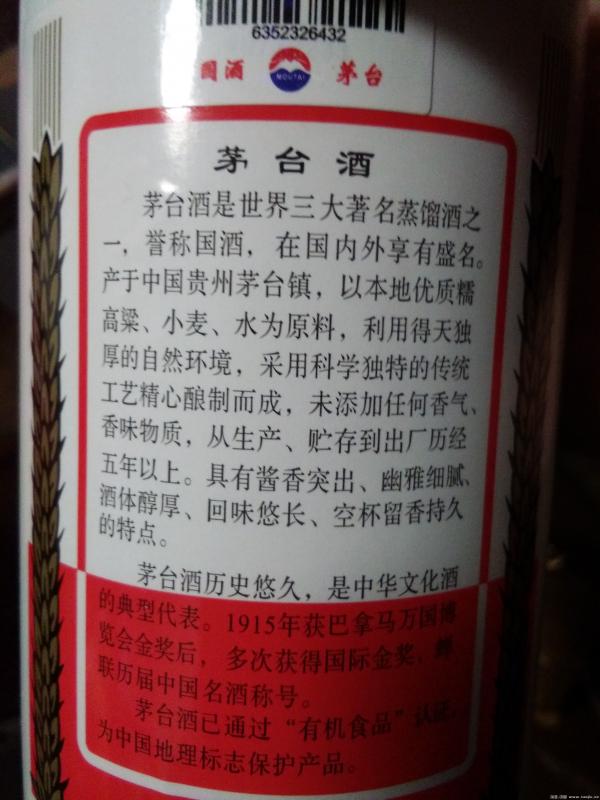 6352326432
国酒 MOUTAI 茅台
茅台酒
茅台酒是世界三大著名蒸馏酒之
一，誉称国酒，在国内外享有盛名。
产于中国贵州茅台镇，以本地优质糯
高粱、小麦、水为原料，利用得天独
厚的自然环境，采用科学独特的传统
工艺精心酿制而成，未添加任何香气、
香味物质，从生产、贮存到出厂历经
五年以上。具有酱香突出、幽雅细腻、
酒体醇厚、回味悠长、空杯留香持久
的特点。
茅台酒历史悠久，是中华文化酒
的典型代表。1915年获巴拿马万国博
览会金奖后，多次获得国际金奖、蝉
联历届中国名酒称号。
茅台酒已通过“有机食品”认证，
为中国地理标志保护产品。